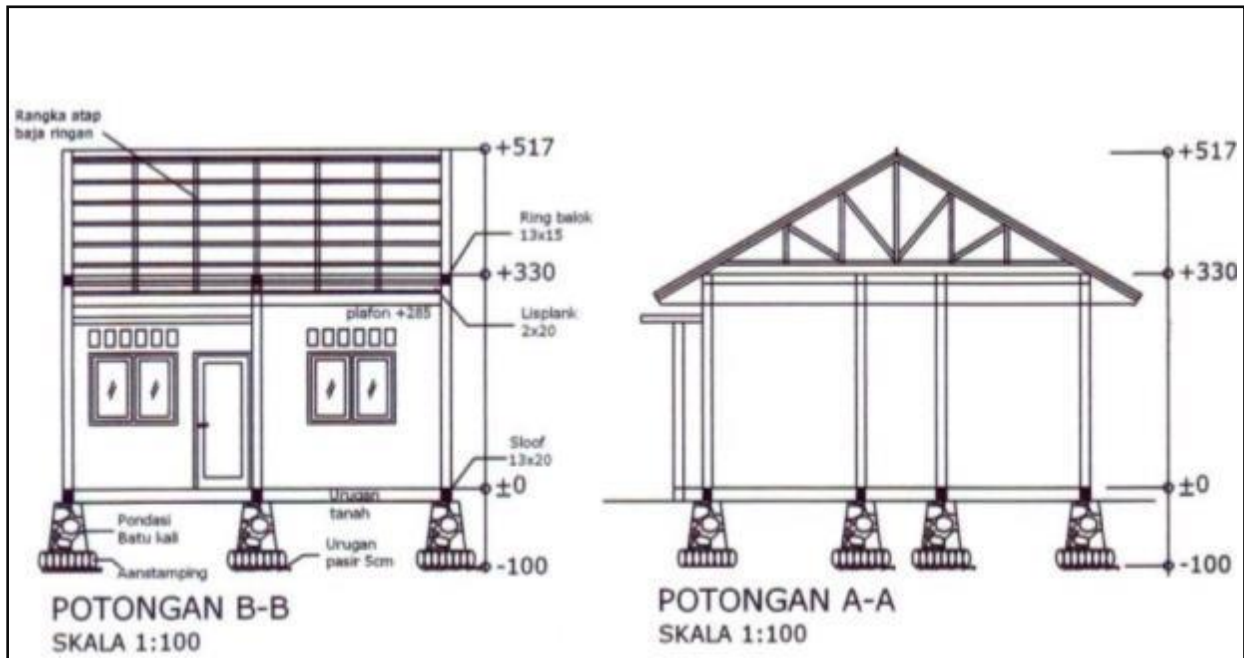 Rangka atap
baja ringan
+517
Ring balok
13x15
+330
plafon +285
Lisplank
2x20
Sloof
13x20
±0
Urugan
tanah
Pondasi
Batu kali
Urugan
pasir 5cm
Aanstamping
-100
POTONGAN B-B
SKALA 1:100
+517
+330
±0
-100
POTONGAN A-A
SKALA 1:100